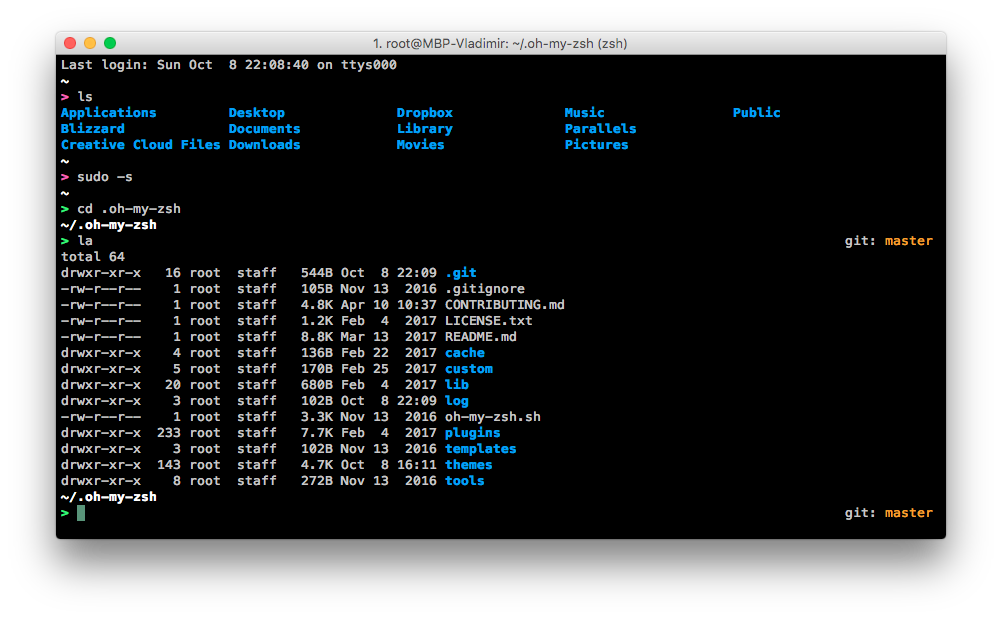 1. root@MBP-Vladimir: ~/.oh-my-zsh (zsh)
Last login: Sun Oct  8 22:08:40 on ttys000
~
> ls
Applications         Desktop              Dropbox              Music                Public
Blizzard             Documents            Library              Parallels
Creative Cloud Files Downloads            Movies               Pictures
~
> sudo -s
~
> cd .oh-my-zsh
~/.oh-my-zsh
> la                                                                                              git: master
total 64
drwxr-xr-x   16 root  staff   544B Oct  8 22:09 .git
-rw-r--r--    1 root  staff   105B Nov 13  2016 .gitignore
-rw-r--r--    1 root  staff   4.8K Apr 10 10:37 CONTRIBUTING.md
-rw-r--r--    1 root  staff   1.2K Feb  4  2017 LICENSE.txt
-rw-r--r--    1 root  staff   8.8K Mar 13  2017 README.md
drwxr-xr-x    4 root  staff   136B Feb 22  2017 cache
drwxr-xr-x    5 root  staff   170B Feb 25  2017 custom
drwxr-xr-x   20 root  staff   680B Feb  4  2017 lib
drwxr-xr-x    3 root  staff   102B Oct  8 22:09 log
-rw-r--r--    1 root  staff   3.3K Nov 13  2016 oh-my-zsh.sh
drwxr-xr-x  233 root  staff   7.7K Feb  4  2017 plugins
drwxr-xr-x    3 root  staff   102B Nov 13  2016 templates
drwxr-xr-x  143 root  staff   4.7K Oct  8 16:11 themes
drwxr-xr-x    8 root  staff   272B Nov 13  2016 tools
~/.oh-my-zsh
>                                                                                                 git: master